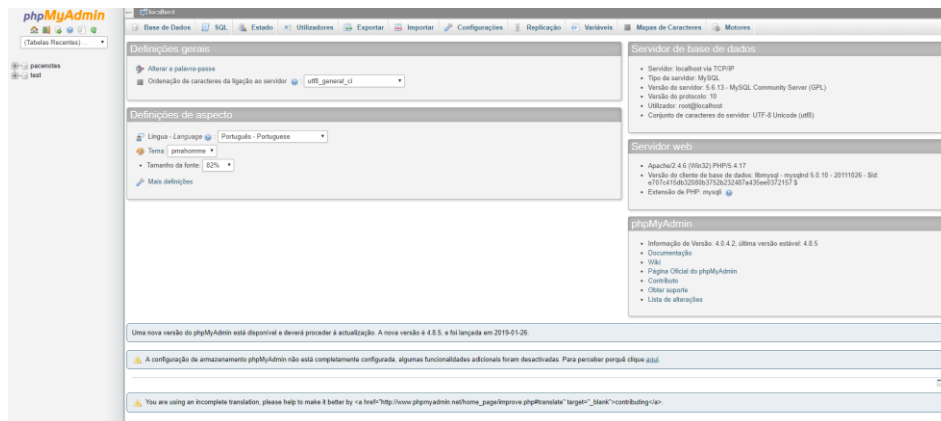 phpMyAdmin
(Tabelas Recentes) ...
pacenotes
test
localhost
Base de Dados
SQL
Estado
Utilizadores
Exportar
Importar
Configurações
Replicação
Variáveis
Mapas de Caracteres
Motores
Definições gerais
Alterar a palavra-passe
Ordenação de caracteres da ligação ao servidor
utf8_general_ci
Definições de aspecto
Língua - Language
: Português - Portuguese
Tema: pmahomme
Tamanho da fonte: 82%
Mais definições
Servidor de base de dados
Servidor: localhost via TCP/IP
Tipo de servidor: MySQL
Versão do servidor: 5.6.13 - MySQL Community Server (GPL)
Versão do protocolo: 10
Utilizador: root@localhost
Conjunto de caracteres do servidor: UTF-8 Unicode (utf8)
Servidor web
Apache/2.4.6 (Win32) PHP/5.4.17
Versão do cliente de base de dados: libmysql - mysqlnd 5.0.10 - 20111026 - $Id:
$
Extensão de PHP: mysqli
phpMyAdmin
Informação de Versão: 4.0.4.2, última versão estável: 4.8.5
Documentação
Wiki
Página Oficial do phpMyAdmin
Contribute
Obter suporte
Lista de alterações
Uma nova versão do phpMyAdmin está disponível e deverá proceder à actualização. A nova versão é 4.8.5, e foi lançada em 2019-01-26.
A configuração de armazenamento phpMyAdmin não está completamente configurada, algumas funcionalidades adicionais foram desactivadas. Para perceber porquê clique aqui.
You are using an incomplete translation, please help to make it better by <a href="http://www.phpmyadmin.net/home_page/improve.php#translate" target="_blank">contributing</a>.